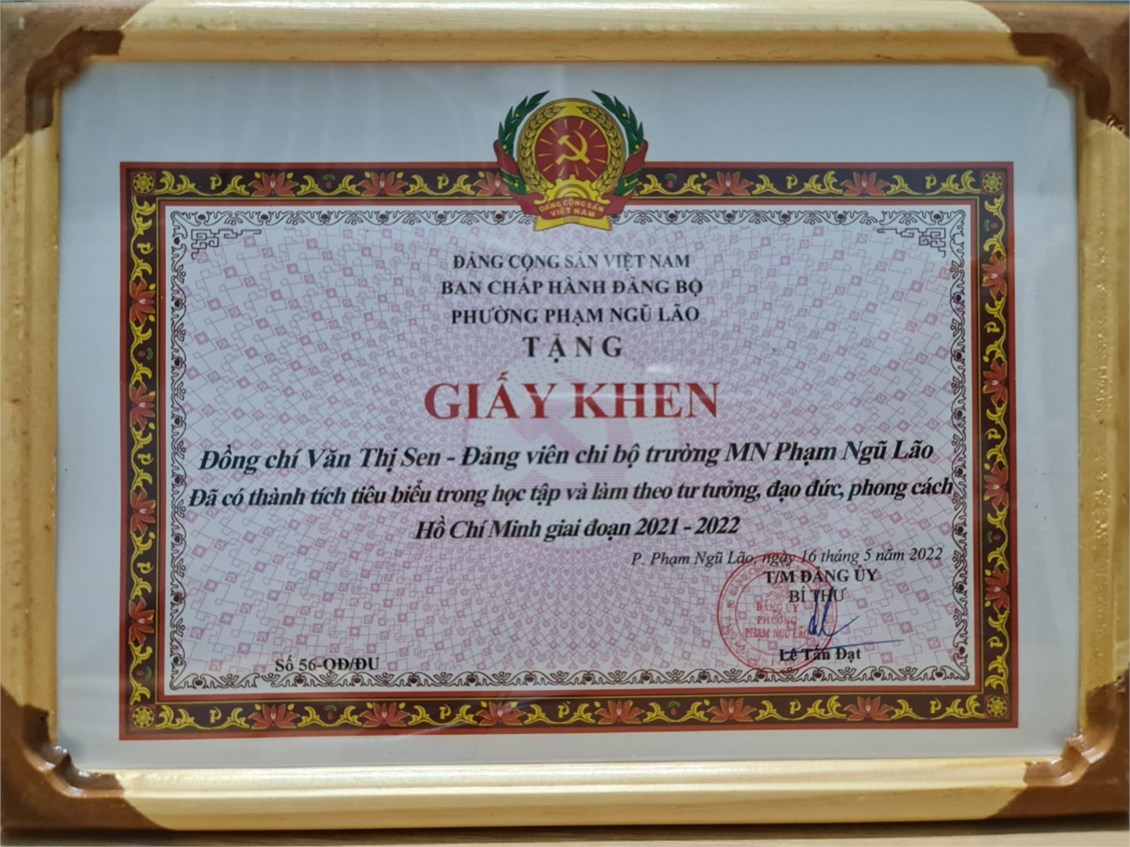 ĐẢNG CỘNG SẢN
VIỆT NAM
ĐẢNG CỘNG SẢN VIỆT NAM
BAN CHẤP HÀNH ĐẢNG BỘ
PHƯỜNG PHẠM NGŨ LÃO
TẶNG
GIẤY KHEN
Đồng chí Văn Thị Sen - Đảng viên chi bộ trường MN Phạm Ngũ Lão
Đã có thành tích tiêu biểu trong học tập và làm theo tư tưởng, đạo đức, phong cách
Hồ Chí Minh giai đoạn 2021 - 2022
P. Phạm Ngũ Lão, ngày 16 tháng 5 năm 2022
T/M ĐẢNG ỦY
BÍ THƯ
ĐẢNG ỦY
PHƯỜNG
PHẠM NGŨ LÃO
Lê Tấn Đạt
Số 56-QĐ/ĐU